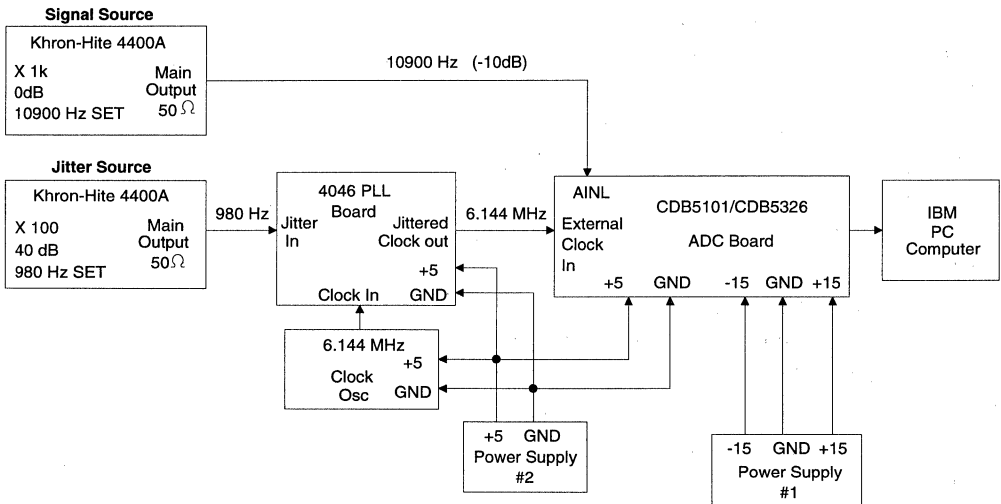 Signal Source
Khron-Hite 4400A
X 1k
0dB
10900 Hz SET
Main
Output
50 Ω
10900 Hz (-10dB)
Jitter Source
Khron-Hite 4400A
X 100
40 dB
980 Hz SET
Main
Output
50Ω
980 Hz
4046 PLL
Board
Jitter
In
Jittered
Clock out
+5
GND
Clock In
6.144 MHz
AINL
External
Clock
In
CDB5101/CDB5326
ADC Board
+5 GND -15 GND +15
IBM
PC
Computer
6.144 MHz
+5
Clock
Osc
GND
+5 GND
Power Supply
#2
-15 GND +15
Power Supply
#1